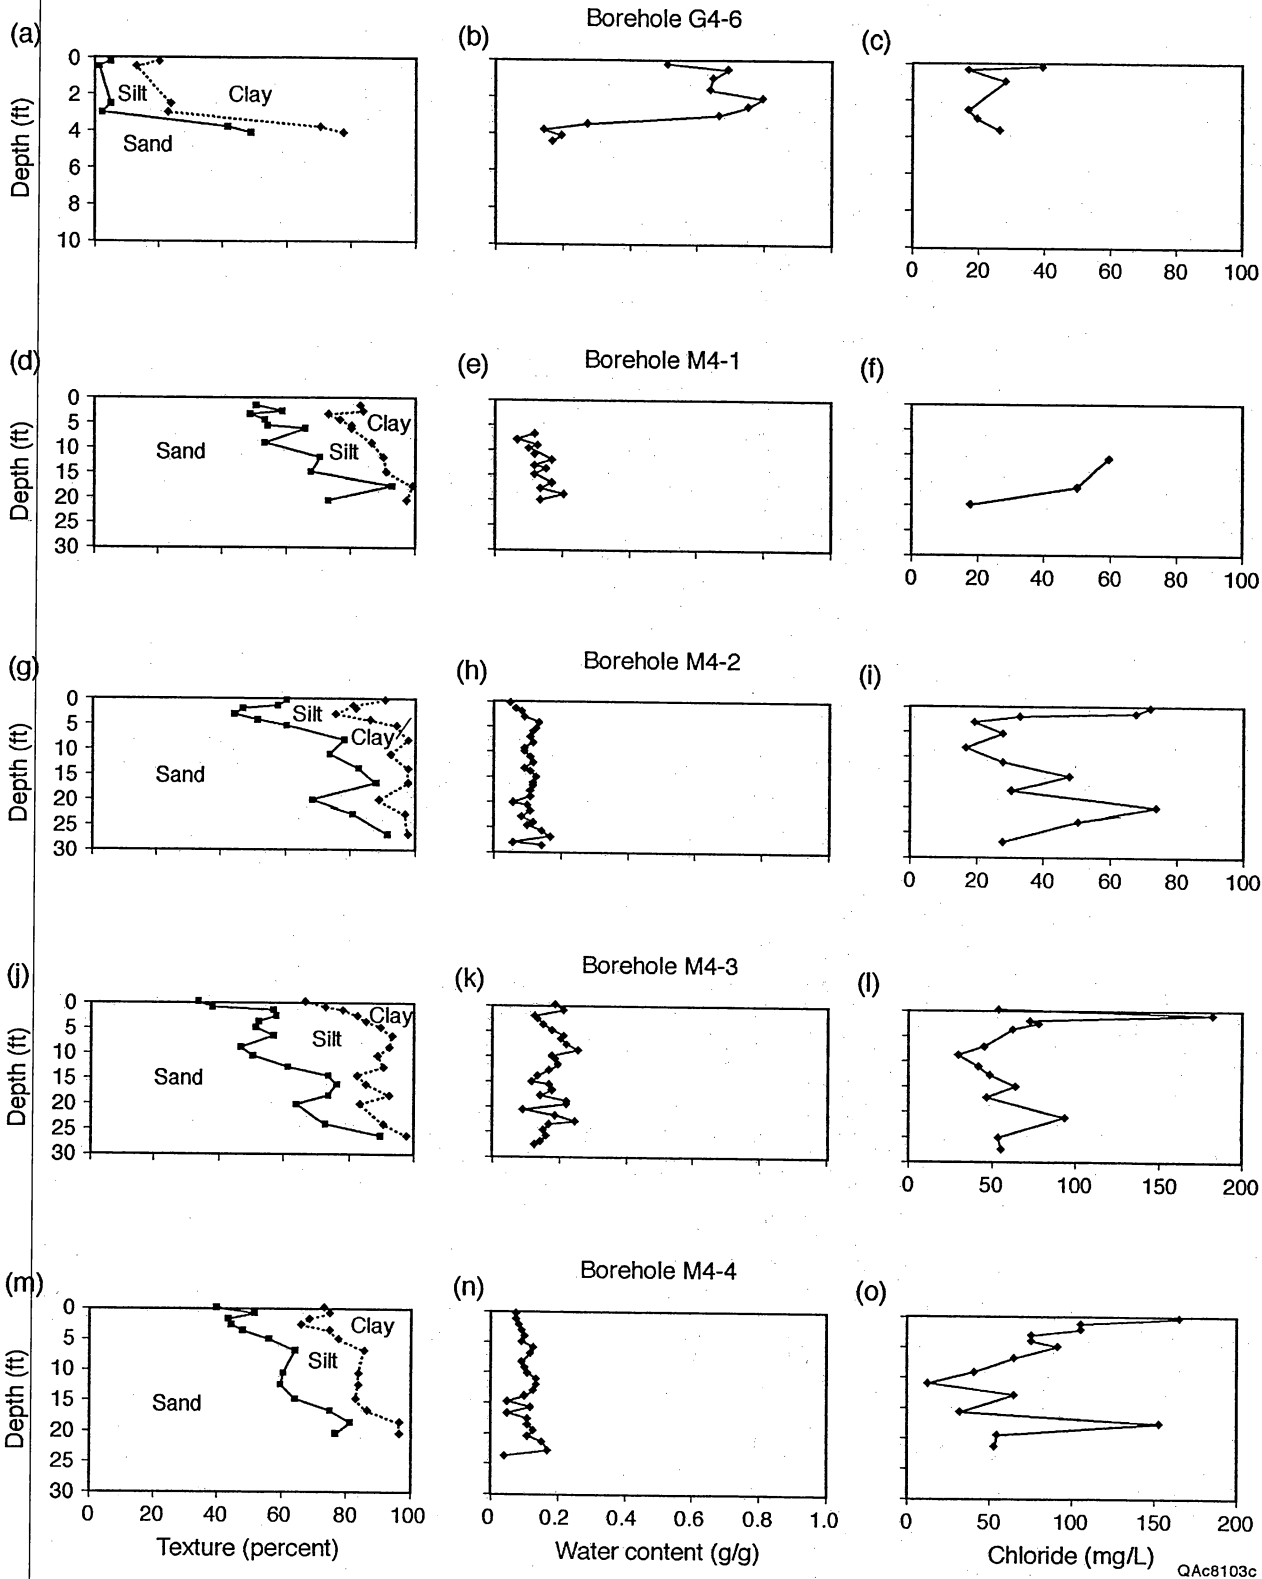 Borehole G4-6
(a)
(b)
(c)
0
2
4
6
8
10
Depth (ft)
Silt
Clay
Sand
0 20 40 60 80 100
Borehole M4-1
(d)
(e)
(f)
0
5
10
15
20
25
30
Depth (ft)
Sand
Silt
Clay
0 20 40 60 80 100
Borehole M4-2
(g)
(h)
(i)
0
5
10
15
20
25
30
Depth (ft)
Silt
Clay
Sand
0 20 40 60 80 100
Borehole M4-3
(j)
(k)
(l)
0
5
10
15
20
25
30
Depth (ft)
Clay
Silt
Sand
0 50 100 150 200
Borehole M4-4
(m)
(n)
(o)
0
5
10
15
20
25
30
Depth (ft)
Clay
Silt
Sand
0 20 40 60 80 100
Texture (percent)
0 0.2 0.4 0.6 0.8 1.0
Water content (g/g)
0 50 100 150 200
Chloride (mg/L)
QAc8103c